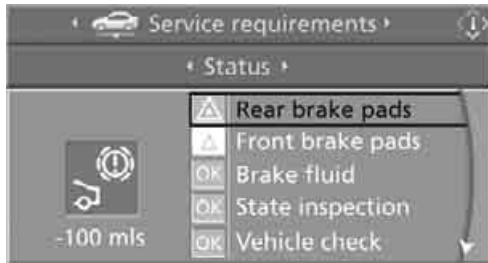 Service requirements
Status
Rear brake pads
Front brake pads
OK Brake fluid
OK State inspection
-100 mls
OK Vehicle check